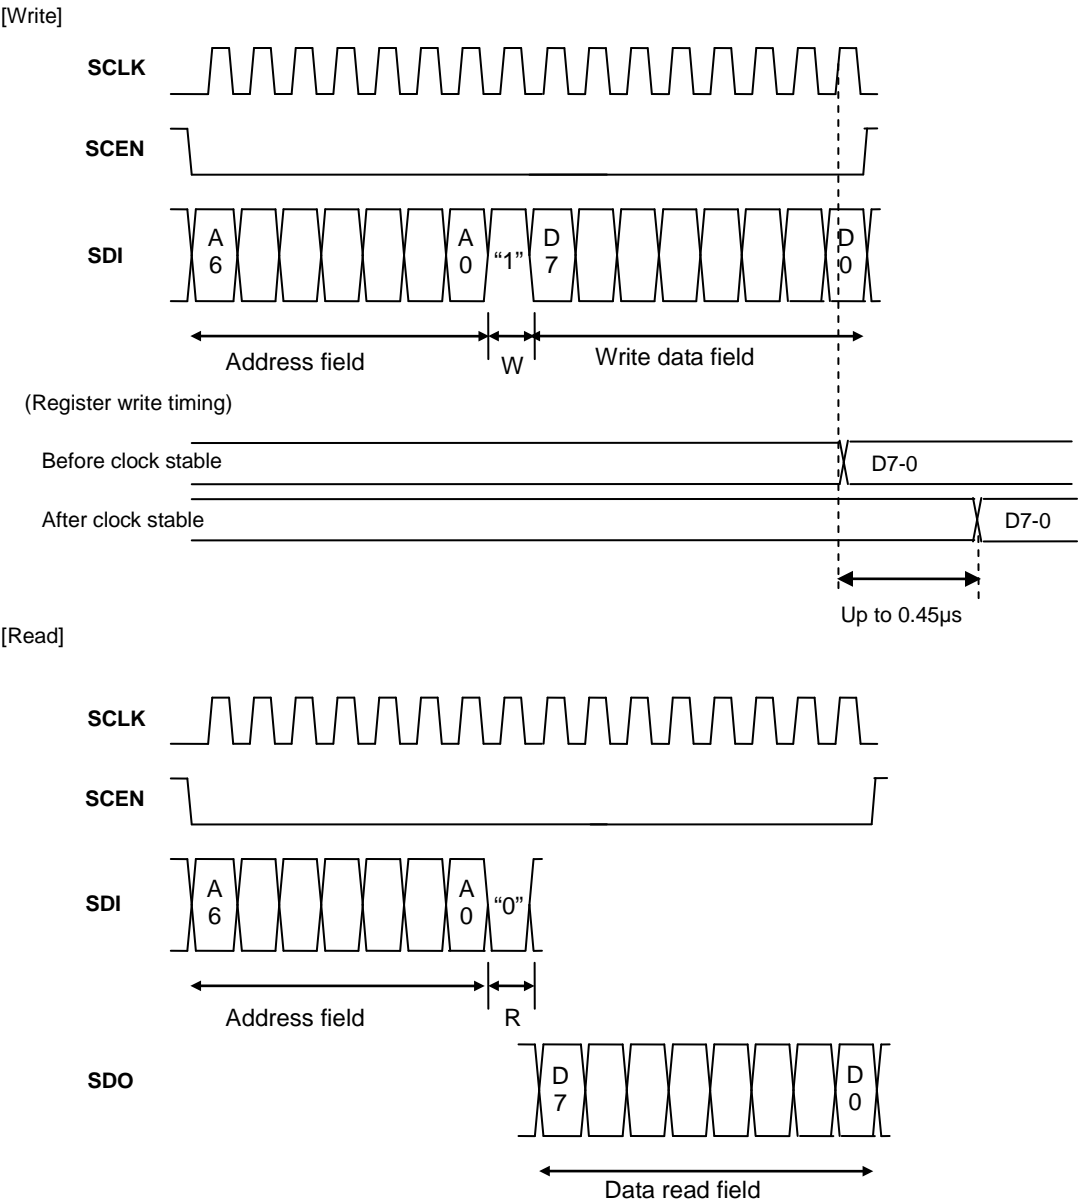 [Write]
SCLK
SCEN
SDI
A
6
A
0
"1"
D
7
D
0
Address field
W
Write data field
(Register write timing)
Before clock stable
D7-0
After clock stable
D7-0
Up to 0.45µs
[Read]
SCLK
SCEN
SDI
A
6
A
0
"0"
Address field
R
SDO
D
7
D
0
Data read field